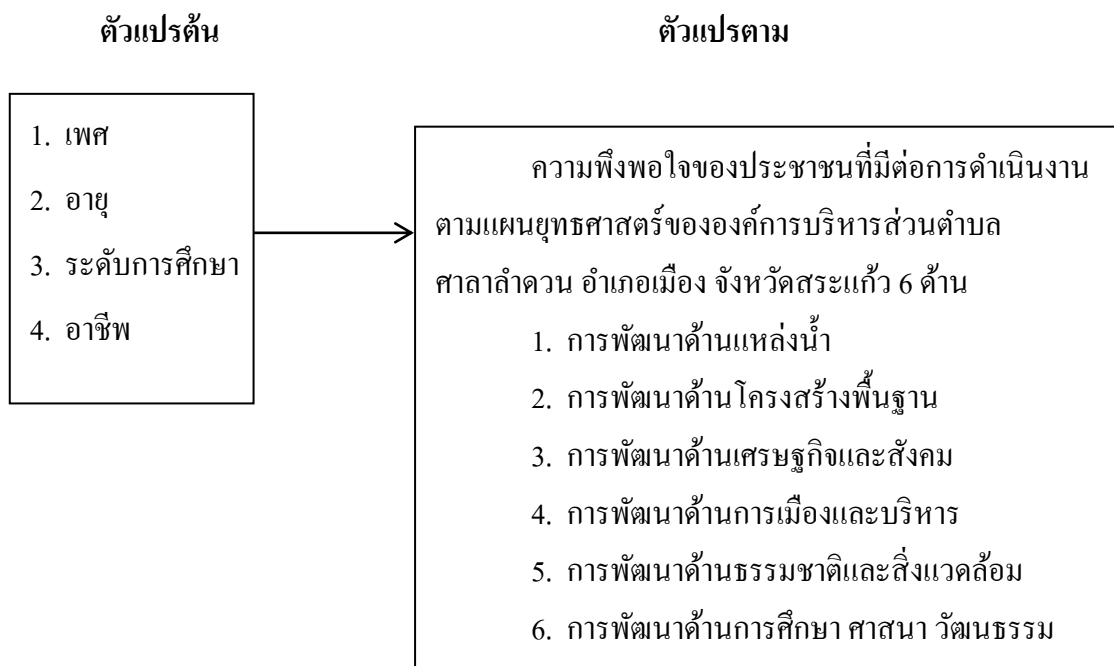 ตัวแปรต้น
ตัวแปรตาม
1. เพศ
2. อายุ
3. ระดับการศึกษา
4. อาชีพ
ความพึงพอใจของประชาชนที่มีต่อการดำเนินงาน
ตามแผนยุทธศาสตร์ขององค์การบริหารส่วนตำบล
ศาลาลำดวน อำเภอเมือง จังหวัดสระแก้ว 6 ด้าน
1. การพัฒนาด้านแหล่งน้ำ
2. การพัฒนาด้านโครงสร้างพื้นฐาน
3. การพัฒนาด้านเศรษฐกิจและสังคม
4. การพัฒนาด้านการเมืองและบริหาร
5. การพัฒนาด้านธรรมชาติและสิ่งแวดล้อม
6. การพัฒนาด้านการศึกษา ศาสนา วัฒนธรรม